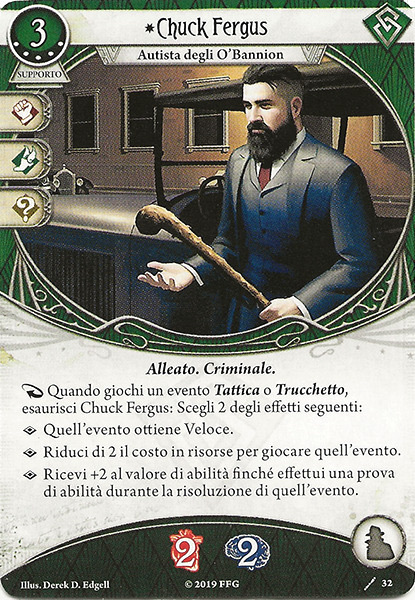 3
*Chuck Fergus
Autista degli O'Bannion
SUPPORTO
?
Alleato. Criminale.
Quando giochi un evento Tattica o Trucchetto,
esaurisci Chuck Fergus: Scegli 2 degli effetti seguenti:
Quell'evento ottiene Veloce.
Riduci di 2 il costo in risorse per giocare quell'evento.
Ricevi +2 al valore di abilità finché effettui una prova
di abilità durante la risoluzione di quell'evento.
2 2
Illus. Derek D. Edgell © 2019 FFG 32